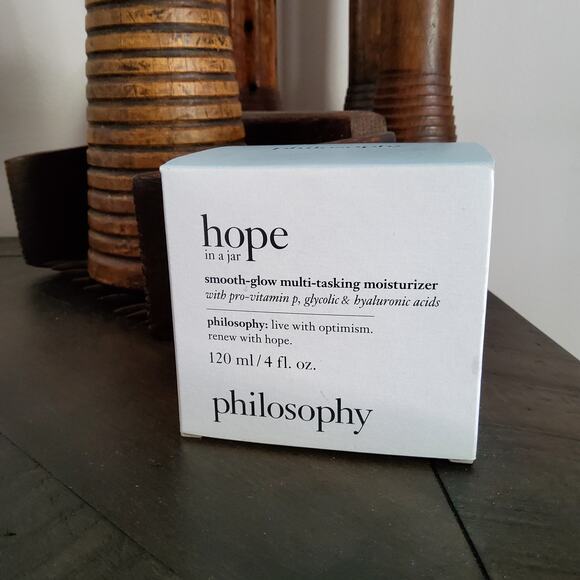 philosophy
hope
in a jar
smooth-glow multi-tasking moisturizer
with pro-vitamin p, glycolic & hyaluronic acids
philosophy: live with optimism.
renew with hope.
120 ml/4 fl. oz.
philosophy